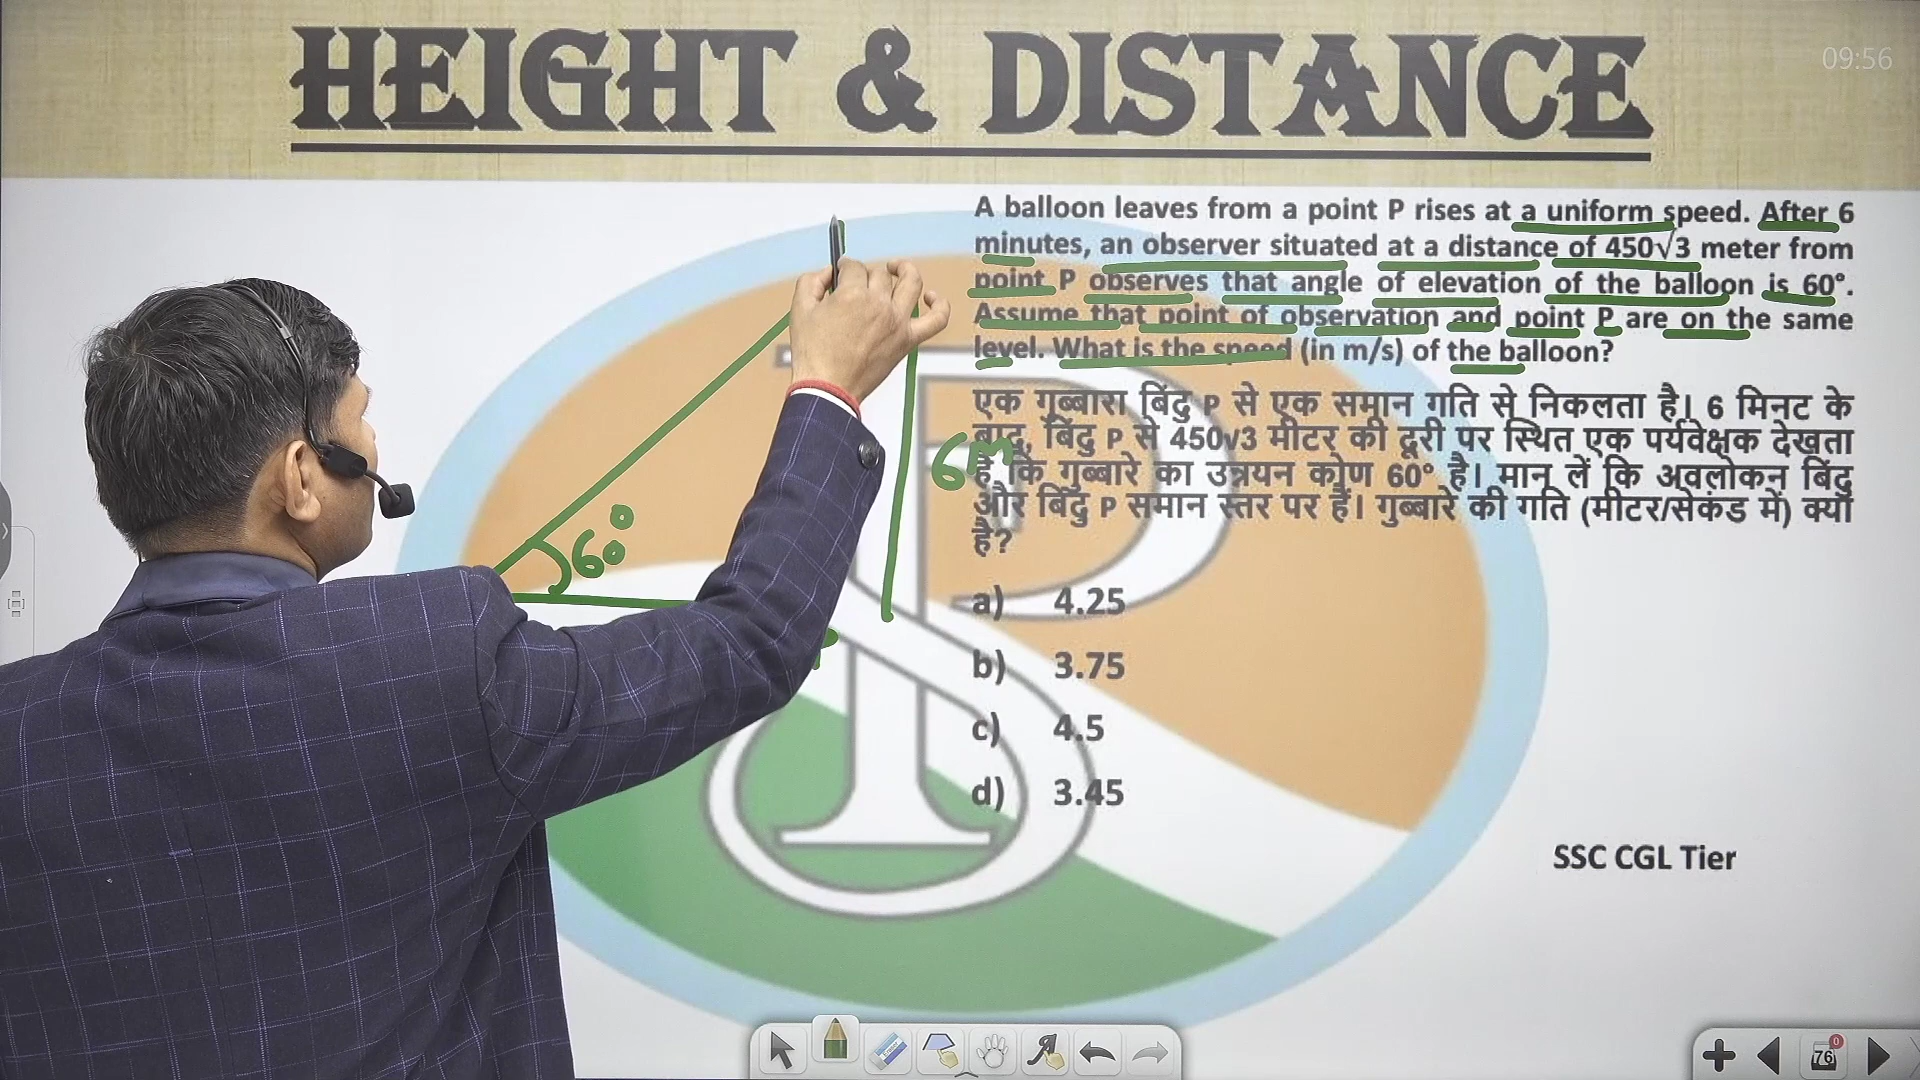 HEIGHT & DISTANCE
09:56
A balloon leaves from a point P rises at a uniform speed. After 6
minutes, an observer situated at a distance of 450√3 meter from
point P observes that angle of elevation of the balloon is 60°.
Assume that point of observation and point P are on the same
level. What is the speed (in m/s) of the balloon?
एक गुब्बारा बिंदु P से एक समान गति से निकलता है। 6 मिनट के
बाद, बिंदु P से 450√3 मीटर की दूरी पर स्थित एक पर्यवेक्षक देखता
है कि गुब्बारे का उन्नयन कोण 60° है। मान लें कि अवलोकन बिंदु
और बिंदु P समान स्तर पर हैं। गुब्बारे की गति (मीटर/सेकंड में) क्या
है?
6M
60°
a) 4.25
b) 3.75
c) 4.5
d) 3.45
SSC CGL Tier
76
0